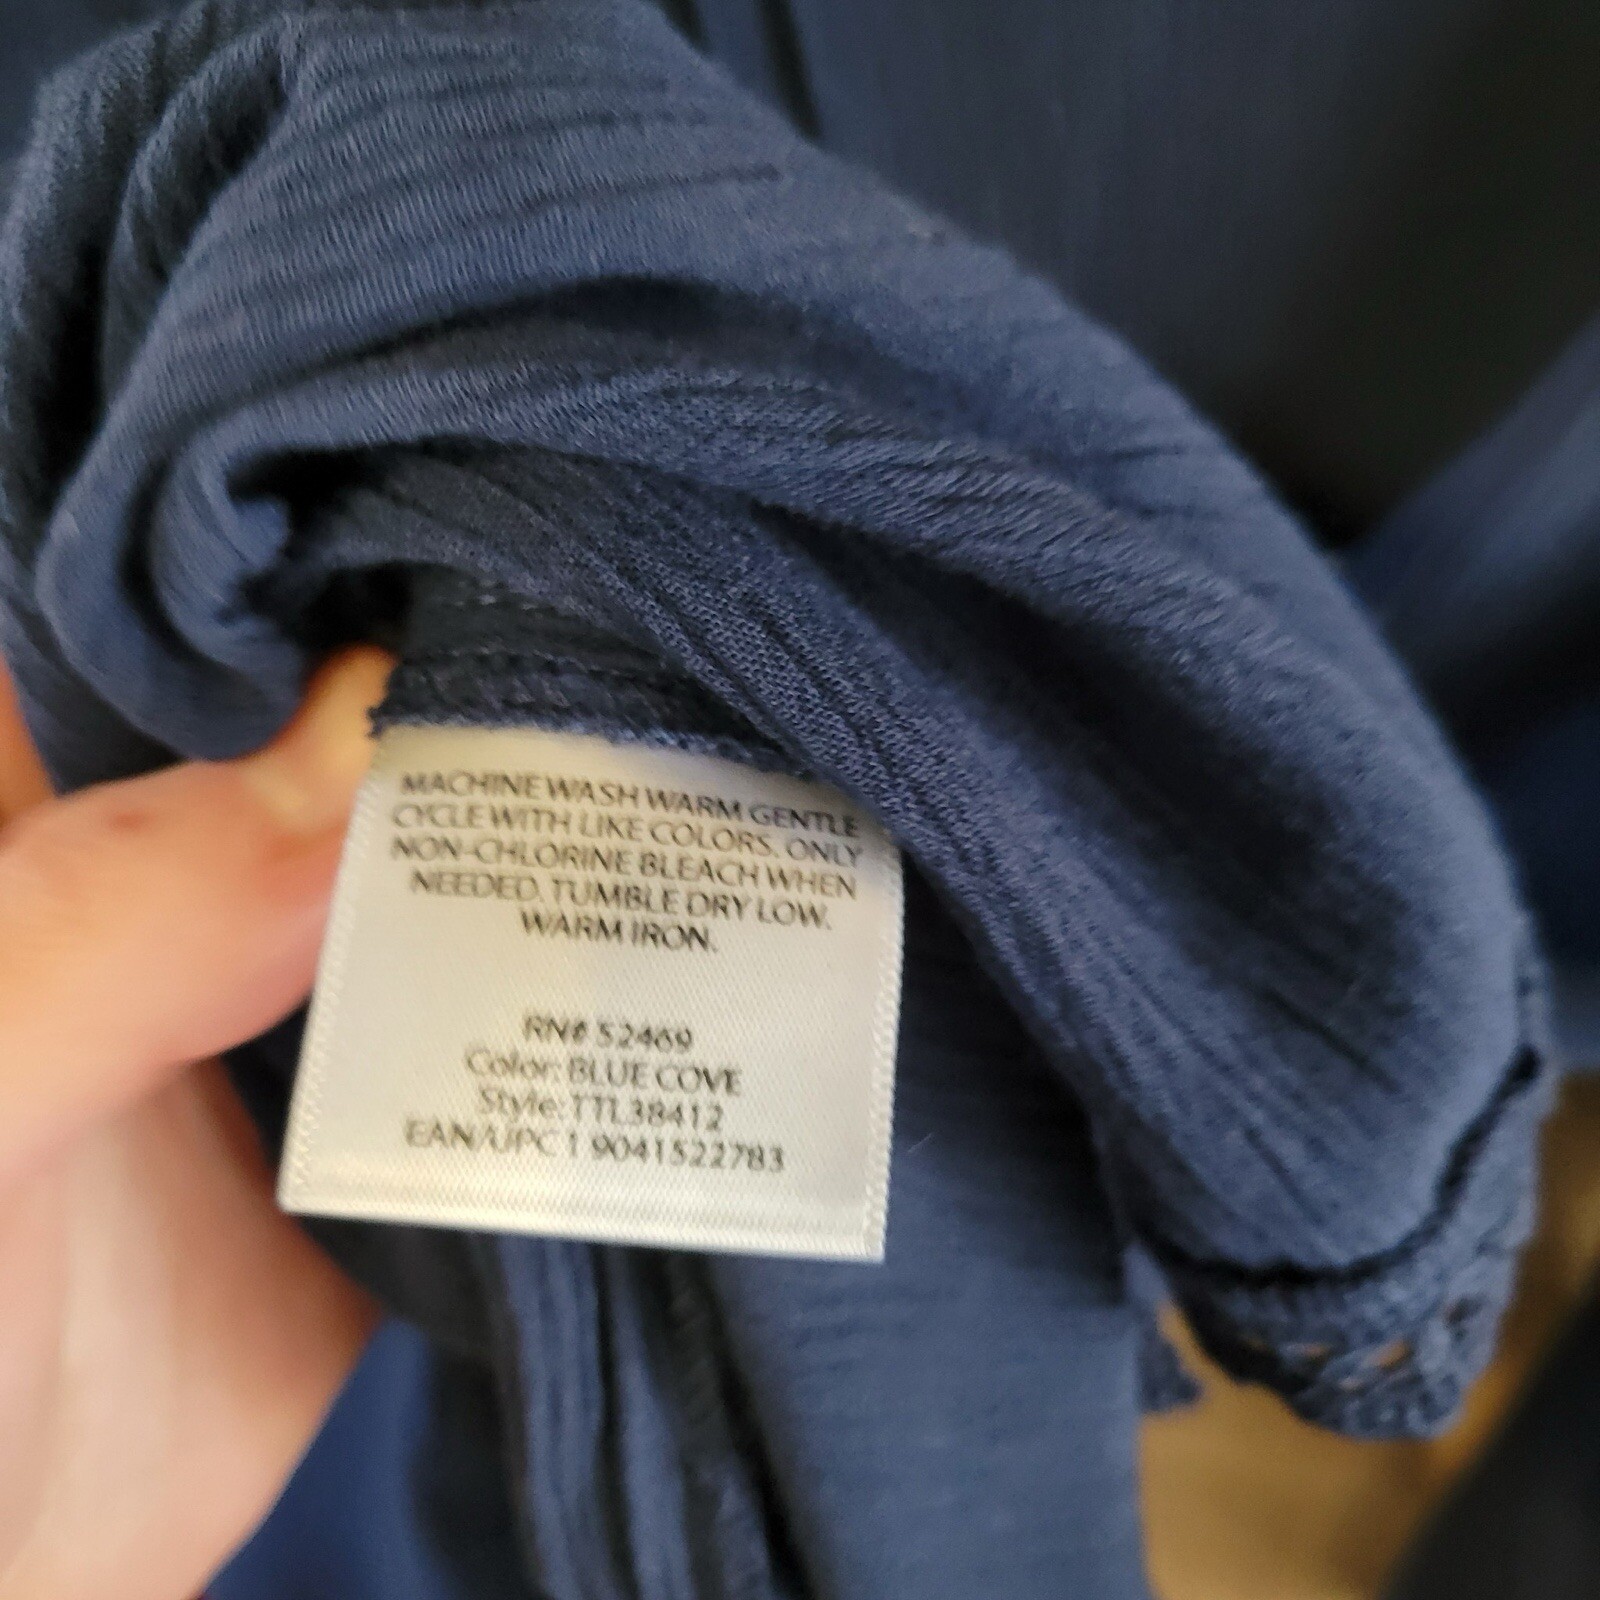 MACHINE WASH WARM GENTLE
CYCLE WITH LIKE COLORS. ONLY
NON-CHLORINE BLEACH WHEN
NEEDED. TUMBLE DRY LOW.
WARM IRON.
RN# 52469
Color: BLUE COVE
Style: TTL38412
EAN/UPC 1 9041522783